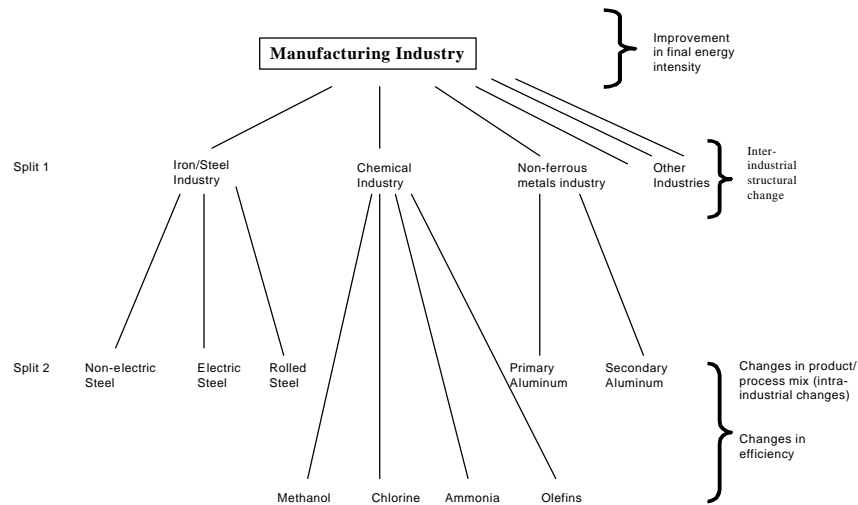 Manufacturing Industry
Improvement
in final energy
intensity
Split 1
Iron/Steel
Industry
Chemical
Industry
Non-ferrous
metals industry
Other
Industries
Inter-
industrial
structural
change
Split 2
Non-electric
Steel
Electric
Steel
Rolled
Steel
Primary
Aluminum
Secondary
Aluminum
Changes in product/
process mix (intra-
industrial changes)
Changes in
efficiency
Methanol
Chlorine
Ammonia
Olefins